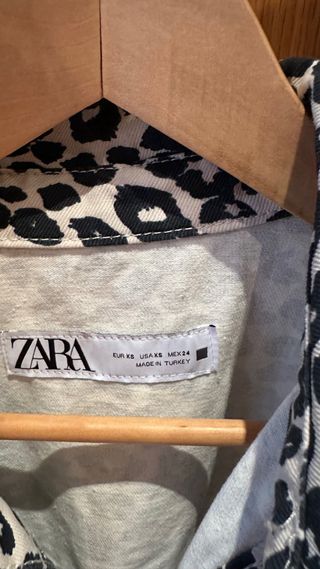 ZARA
EUR XS USA XS MEX 24
MADE IN TURKEY